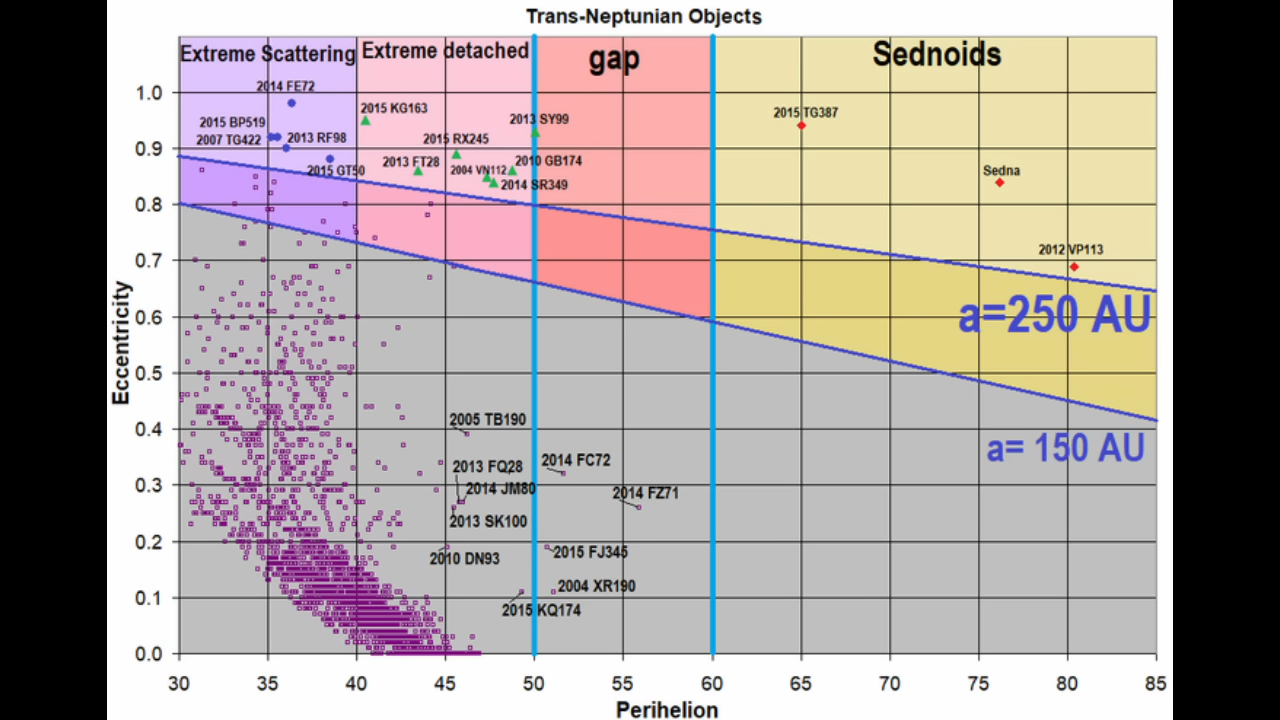 Trans-Neptunian Objects
Extreme Scattering
Extreme detached
gap
Sednoids
2014 FE72
2015 KG163
2015 TG387
2015 BP519
2013 SY99
2007 TG422
2013 RF98
2015 RX245
2013 FT28
2010 GB174
2015 GT50
2004 VN112
2014 SR349
Sedna
2012 VP113
a=250 AU
a= 150 AU
2005 TB190
2013 FQ28
2014 FC72
2014 JM80
2014 FZ71
2013 SK100
2010 DN93
2015 FJ345
2004 XR190
2015 KQ174
Eccentricity
1.0
0.9
0.8
0.7
0.6
0.5
0.4
0.3
0.2
0.1
0.0
30 35 40 45 50 55 60 65 70 75 80 85
Perihelion